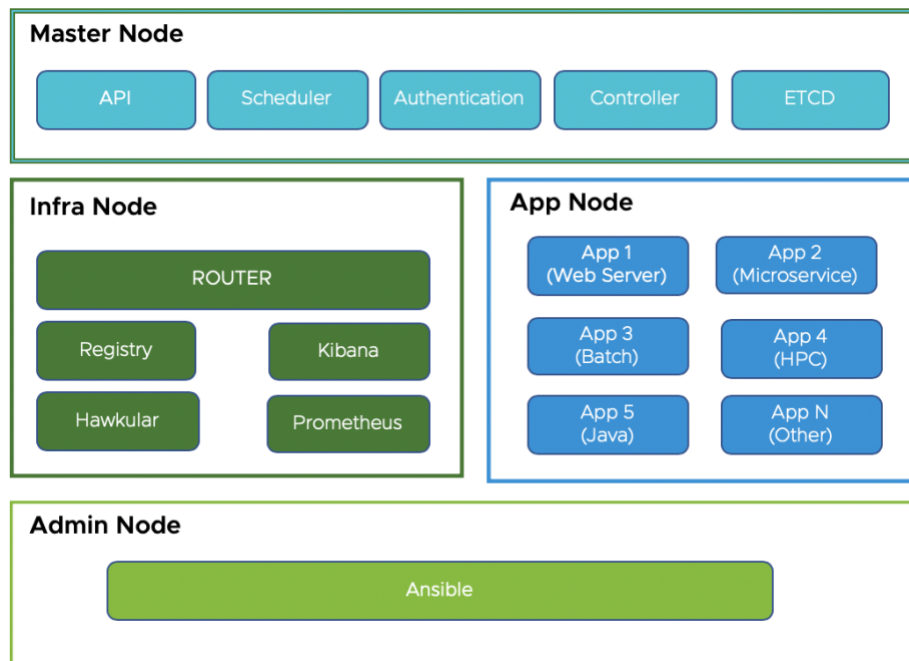 Master Node
API
Scheduler
Authentication
Controller
ETCD
Infra Node
ROUTER
Registry
Kibana
Hawkular
Prometheus
App Node
App 1
(Web Server)
App 2
(Microservice)
App 3
(Batch)
App 4
(HPC)
App 5
(Java)
App N
(Other)
Admin Node
Ansible